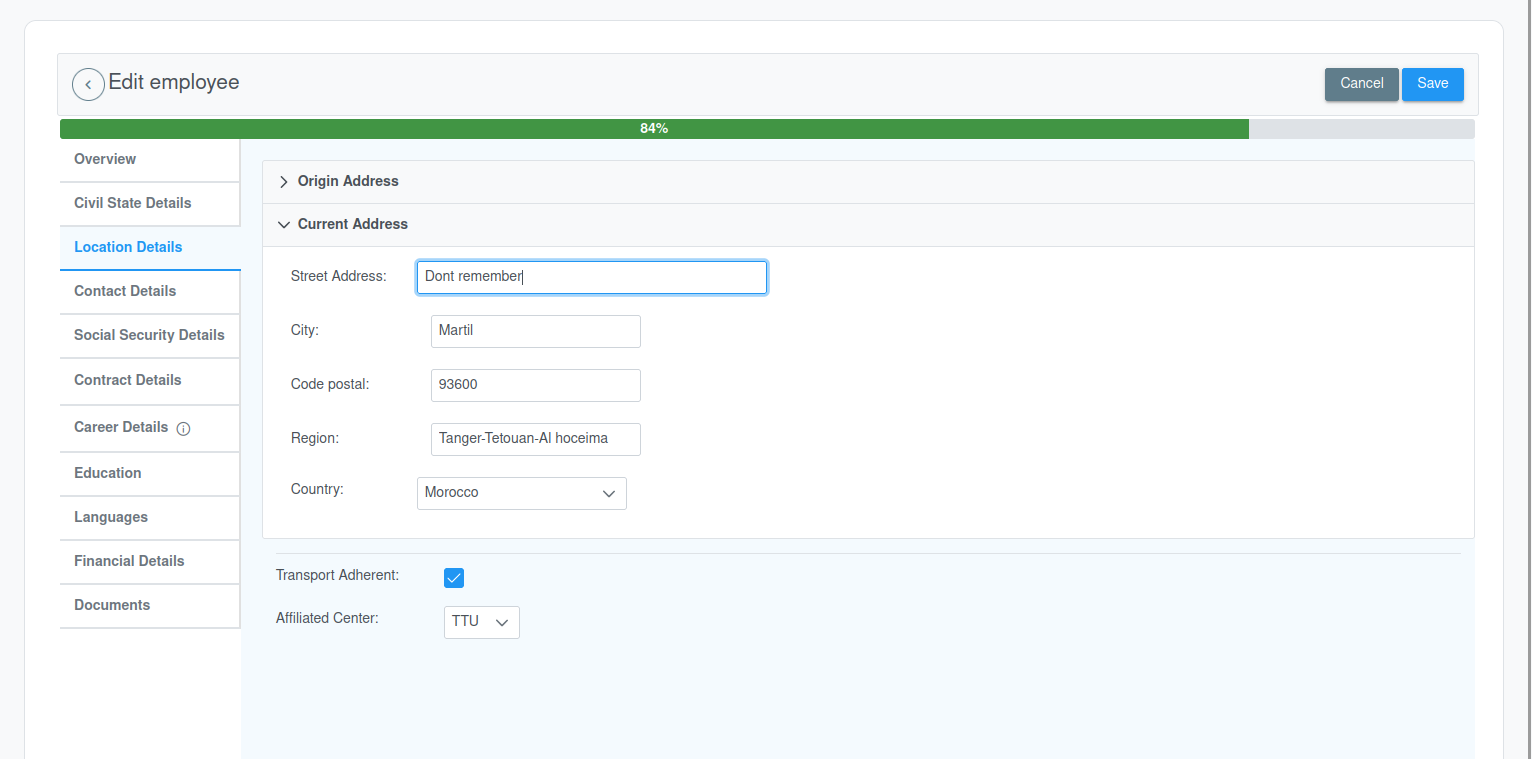 Edit employee
Cancel
Save
84%
Overview
Civil State Details
Location Details
Contact Details
Social Security Details
Contract Details
Career Details
Education
Languages
Financial Details
Documents
Origin Address
Current Address
Street Address: Dont remember
City: Martil
Code postal: 93600
Region: Tanger-Tetouan-Al hoceima
Country: Morocco
Transport Adherent:
Affiliated Center: TTU